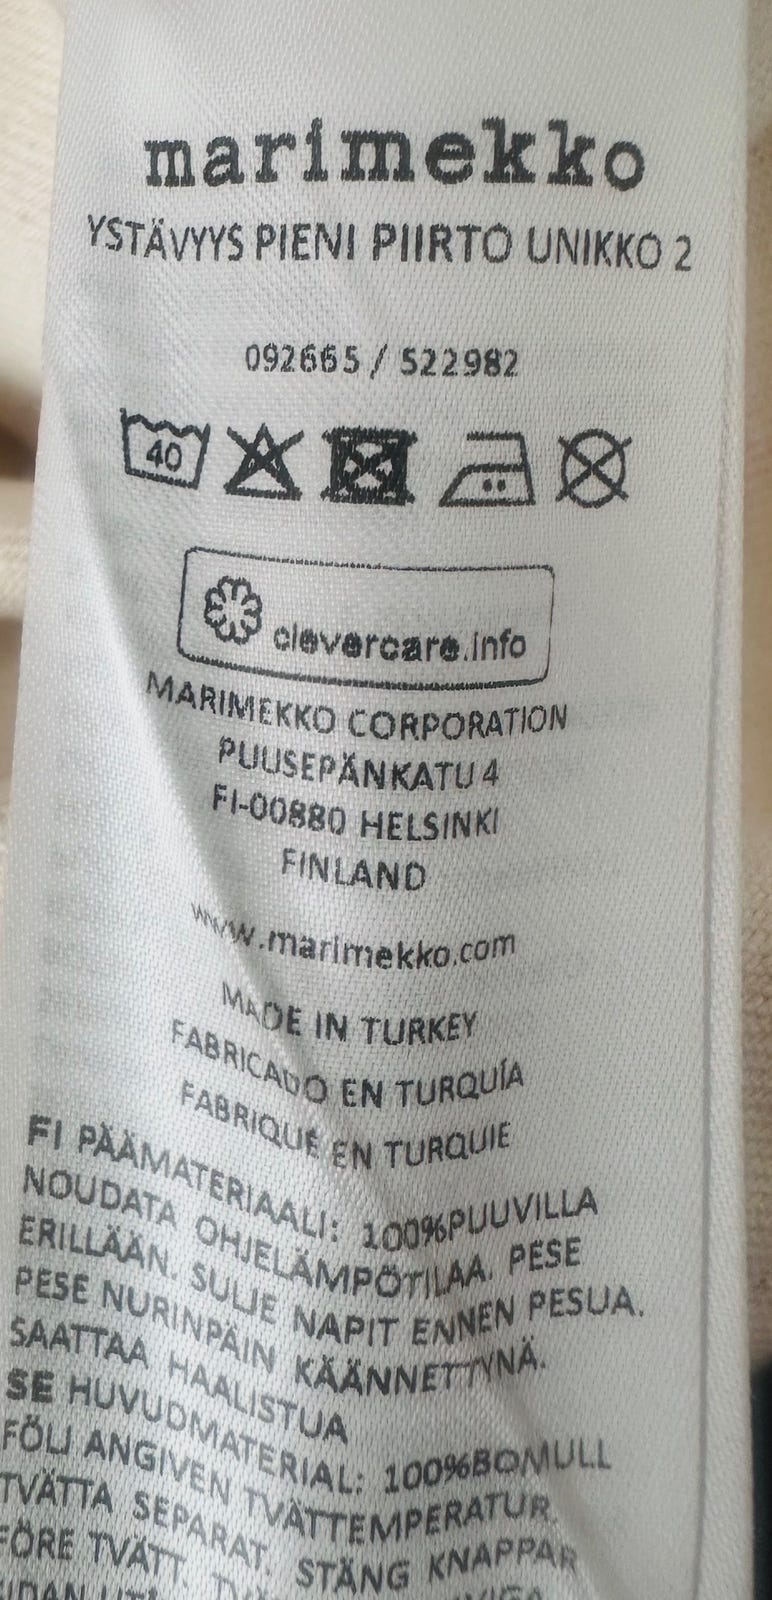 marimekko
YSTÄVYYS PIENI PIIRTO UNIKKO 2
092665 / 522982
40
clevercare.info
MARIMEKKO CORPORATION
PUUSEPÄNKATU 4
FI-00880 HELSINKI
FINLAND
www.marimekko.com
MADE IN TURKEY
FABRICADO EN TURQUÍA
FABRIQUÉ EN TURQUIE
FI PÄÄMATERIAALI: 100%PUUVILLA
NOUDATA OHJELÄMPÖTILAA. PESE
ERILLÄÄN. SULJE NAPIT ENNEN PESUA.
PESE NURINPÄIN KÄÄNNETTYNÄ.
SAATTAA HAALISTUA
SE HUVUDMATERIAL: 100%BOMULL
FÖLJ ANGIVEN TVÄTTEMPERATUR.
TVÄTTA SEPARAT. STÄNG KNAPPAR
FÖRE TVÄTT.